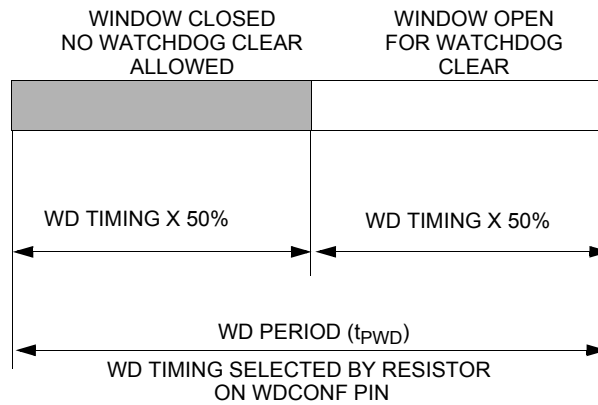 WINDOW CLOSED
NO WATCHDOG CLEAR
ALLOWED
WINDOW OPEN
FOR WATCHDOG
CLEAR
WD TIMING X 50%
WD TIMING X 50%
WD PERIOD (tPWD)
WD TIMING SELECTED BY RESISTOR
ON WDCONF PIN